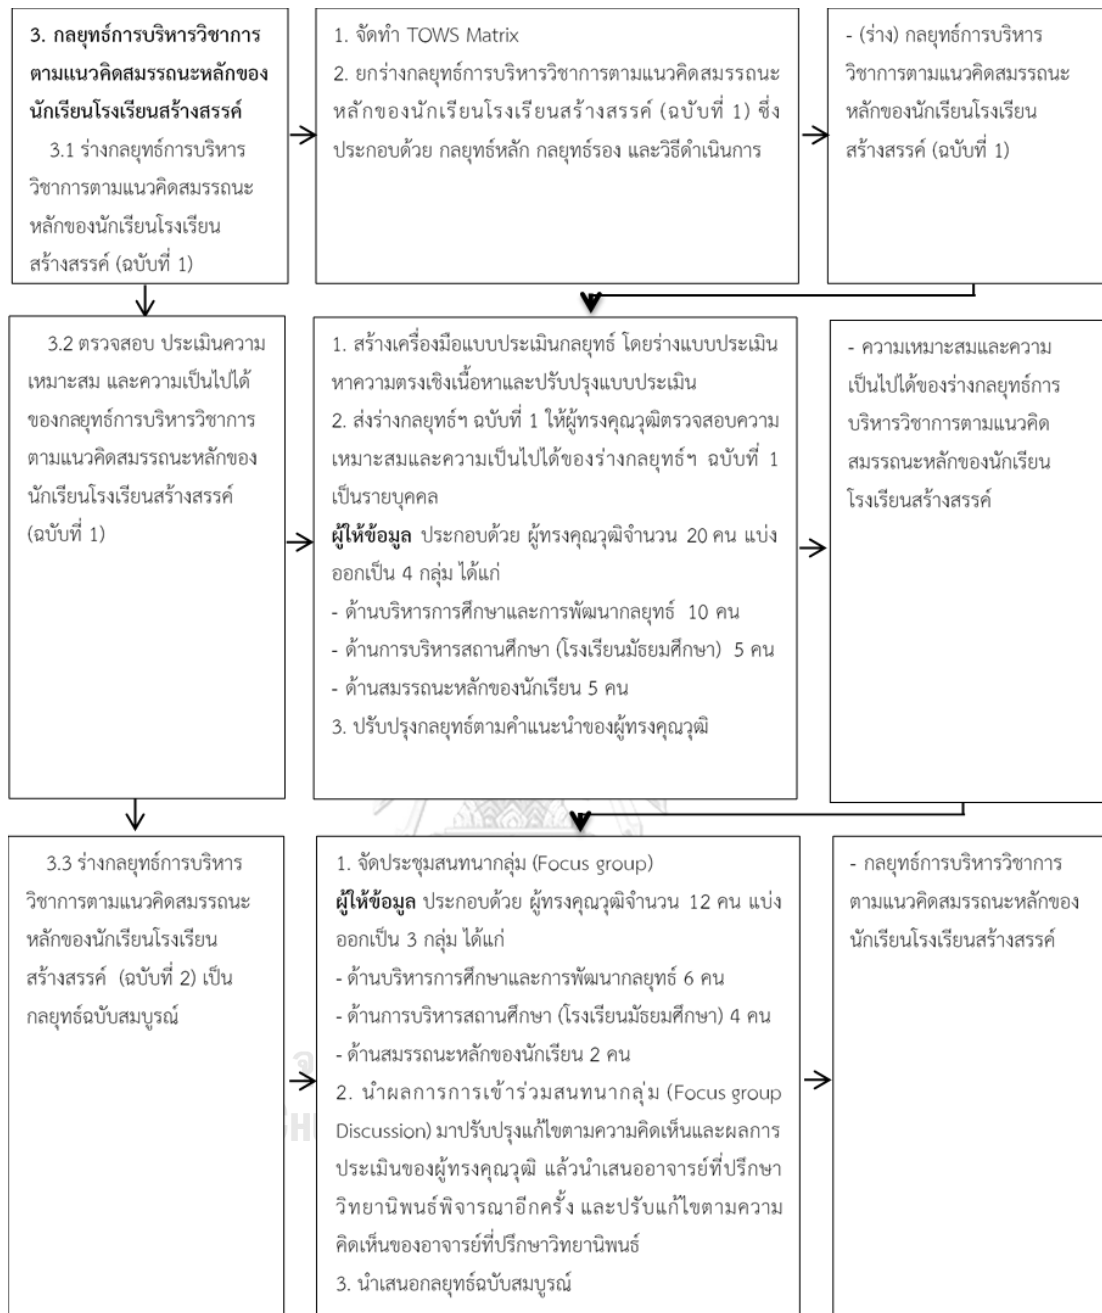 3. กลยุทธ์การบริหารวิชาการ
ตามแนวคิดสมรรถนะหลักของ
นักเรียนโรงเรียนสร้างสรรค์
3.1 ร่างกลยุทธ์การบริหาร
วิชาการตามแนวคิดสมรรถนะ
หลักของนักเรียนโรงเรียน
สร้างสรรค์ (ฉบับที่ 1)
1. จัดทำ TOWS Matrix
2. ยกร่างกลยุทธ์การบริหารวิชาการตามแนวคิดสมรรถนะ
หลักของนักเรียนโรงเรียนสร้างสรรค์ (ฉบับที่ 1) ซึ่ง
ประกอบด้วย กลยุทธ์หลัก กลยุทธ์รอง และวิธีดำเนินการ
- (ร่าง) กลยุทธ์การบริหาร
วิชาการตามแนวคิดสมรรถนะ
หลักของนักเรียนโรงเรียน
สร้างสรรค์ (ฉบับที่ 1)
3.2 ตรวจสอบ ประเมินความ
เหมาะสม และความเป็นไปได้
ของกลยุทธ์การบริหารวิชาการ
ตามแนวคิดสมรรถนะหลักของ
นักเรียนโรงเรียนสร้างสรรค์
(ฉบับที่ 1)
1. สร้างเครื่องมือแบบประเมินกลยุทธ์ โดยร่างแบบประเมิน
หาความตรงเชิงเนื้อหาและปรับปรุงแบบประเมิน
2. ส่งร่างกลยุทธ์ฯ ฉบับที่ 1 ให้ผู้ทรงคุณวุฒิตรวจสอบความ
เหมาะสมและความเป็นไปได้ของร่างกลยุทธ์ฯ ฉบับที่ 1
เป็นรายบุคคล
ผู้ให้ข้อมูล ประกอบด้วย ผู้ทรงคุณวุฒิจำนวน 20 คน แบ่ง
ออกเป็น 4 กลุ่ม ได้แก่
- ด้านบริหารการศึกษาและการพัฒนากลยุทธ์ 10 คน
- ด้านการบริหารสถานศึกษา (โรงเรียนมัธยมศึกษา) 5 คน
- ด้านสมรรถนะหลักของนักเรียน 5 คน
3. ปรับปรุงกลยุทธ์ตามคำแนะนำของผู้ทรงคุณวุฒิ
- ความเหมาะสมและความ
เป็นไปได้ของร่างกลยุทธ์การ
บริหารวิชาการตามแนวคิด
สมรรถนะหลักของนักเรียน
โรงเรียนสร้างสรรค์
3.3 ร่างกลยุทธ์การบริหาร
วิชาการตามแนวคิดสมรรถนะ
หลักของนักเรียนโรงเรียน
สร้างสรรค์ (ฉบับที่ 2) เป็น
กลยุทธ์ฉบับสมบูรณ์
1. จัดประชุมสนทนากลุ่ม (Focus group)
ผู้ให้ข้อมูล ประกอบด้วย ผู้ทรงคุณวุฒิจำนวน 12 คน แบ่ง
ออกเป็น 3 กลุ่ม ได้แก่
- ด้านบริหารการศึกษาและการพัฒนากลยุทธ์ 6 คน
- ด้านการบริหารสถานศึกษา (โรงเรียนมัธยมศึกษา) 4 คน
- ด้านสมรรถนะหลักของนักเรียน 2 คน
2. นำผลการการเข้าร่วมสนทนากลุ่ม (Focus group
Discussion) มาปรับปรุงแก้ไขตามความคิดเห็นและผลการ
ประเมินของผู้ทรงคุณวุฒิ แล้วนำเสนออาจารย์ที่ปรึกษา
วิทยานิพนธ์พิจารณาอีกครั้ง และปรับแก้ไขตามความ
คิดเห็นของอาจารย์ที่ปรึกษาวิทยานิพนธ์
3. นำเสนอกลยุทธ์ฉบับสมบูรณ์
- กลยุทธ์การบริหารวิชาการ
ตามแนวคิดสมรรถนะหลักของ
นักเรียนโรงเรียนสร้างสรรค์